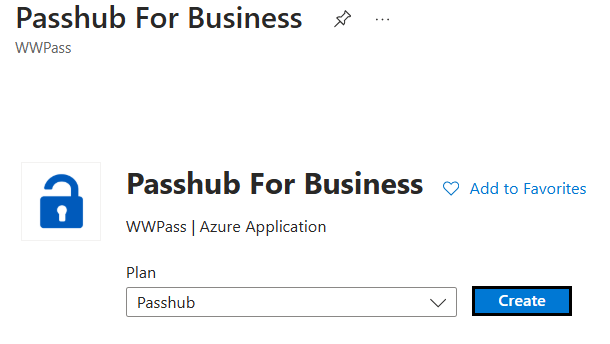 Passhub For Business
WWPass
Passhub For Business
Add to Favorites
WWPass | Azure Application
Plan
Passhub
Create